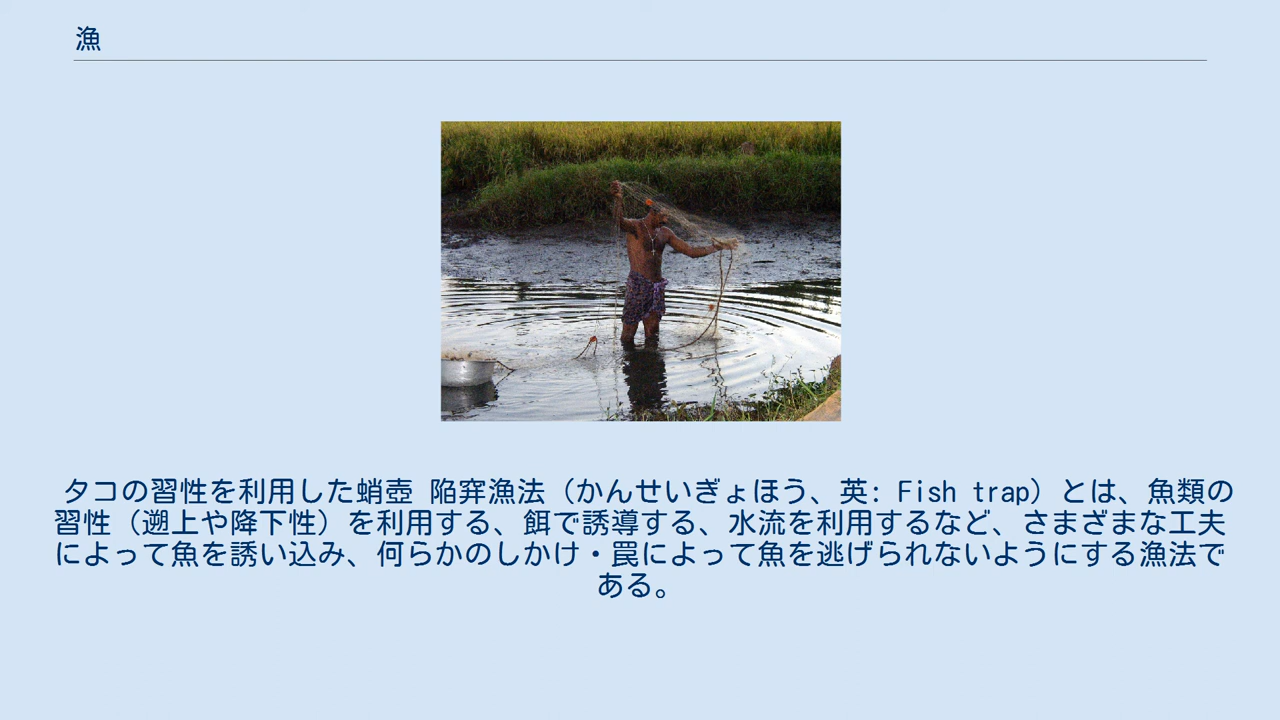 漁
タコの習性を利用した蛸壺 陥穽漁法（かんせいぎょほう、英: Fish trap）とは、魚類の
習性（遡上や降下性）を利用する、餌で誘導する、水流を利用するなど、さまざまな工夫
によって魚を誘い込み、何らかのしかけ・罠によって魚を逃げられないようにする漁法で
ある。